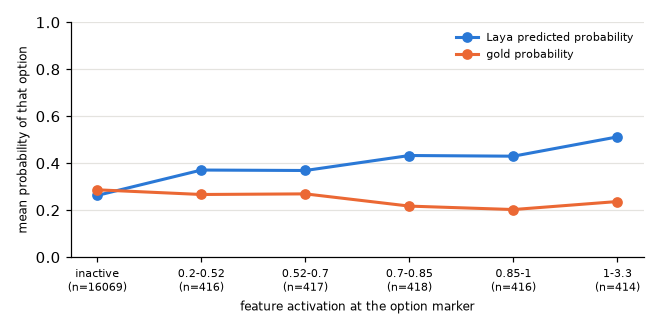 1.0
0.8
0.6
0.4
0.2
0.0
mean probability of that option
Laya predicted probability
gold probability
inactive
(n=16069)
0.2-0.52
(n=416)
0.52-0.7
(n=417)
0.7-0.85
(n=418)
0.85-1
(n=416)
1-3.3
(n=414)
feature activation at the option marker